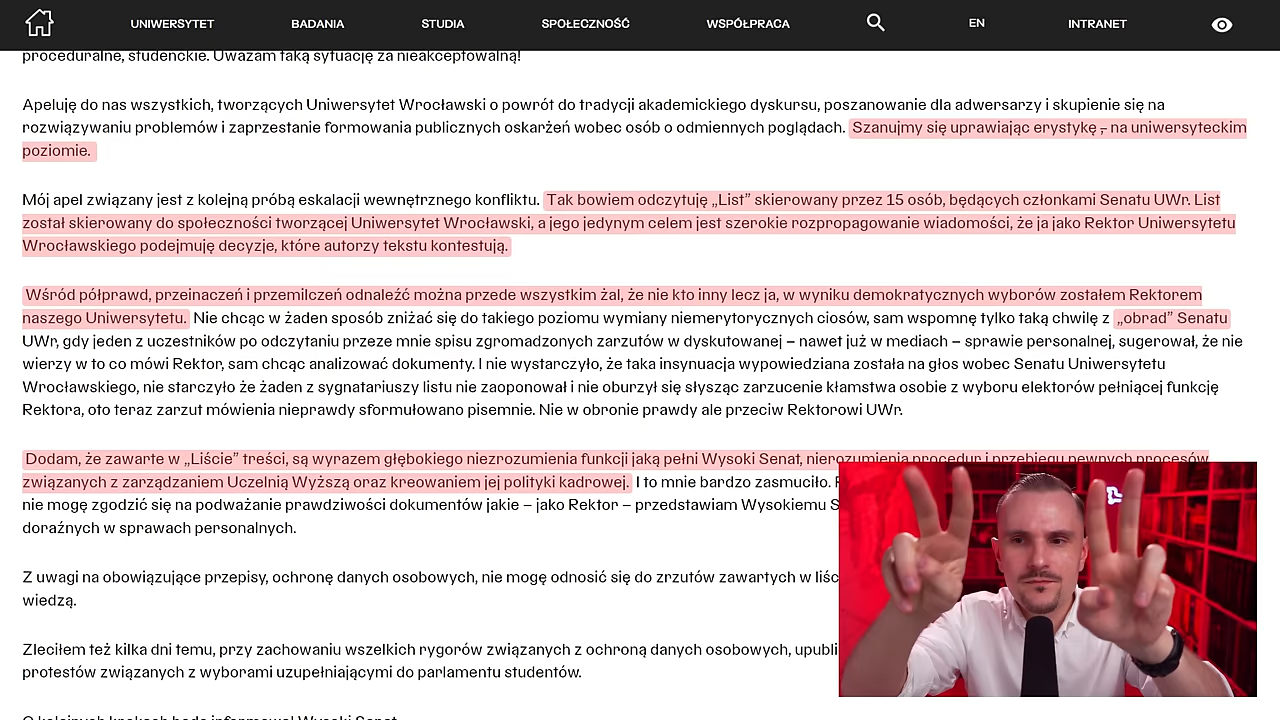 UNIWERSYTET BADANIA STUDIA SPOŁECZNOŚĆ WSPÓŁPRACA EN INTRANET
proceduralne, studenckie. Uważam taką sytuację za nieakceptowalną!
Apeluję do nas wszystkich, tworzących Uniwersytet Wrocławski o powrót do tradycji akademickiego dyskursu, poszanowanie dla adwersarzy i skupienie się na
rozwiązywaniu problemów i zaprzestanie formowania publicznych oskarżeń wobec osób o odmiennych poglądach. Szanujmy się uprawiając erystykę – na uniwersyteckim
poziomie.
Mój apel związany jest z kolejną próbą eskalacji wewnętrznego konfliktu. Tak bowiem odczytuję „List” skierowany przez 15 osób, będących członkami Senatu UWr. List
został skierowany do społeczności tworzącej Uniwersytet Wrocławski, a jego jedynym celem jest szerokie rozpropagowanie wiadomości, że ja jako Rektor Uniwersytetu
Wrocławskiego podejmuję decyzje, które autorzy tekstu kontestują.
Wśród półprawd, przeinaczeń i przemilczeń odnaleźć można przede wszystkim żal, że nie kto inny lecz ja, w wyniku demokratycznych wyborów zostałem Rektorem
naszego Uniwersytetu. Nie chcąc w żaden sposób zniżać się do takiego poziomu wymiany niemerytorycznych ciosów, sam wspomnę tylko taką chwilę z „obrad” Senatu
UWr, gdy jeden z uczestników po odczytaniu przeze mnie spisu zgromadzonych zarzutów w dyskutowanej – nawet już w mediach – sprawie personalnej, sugerował, że nie
wierzy w to co mówi Rektor, sam chcąc analizować dokumenty. I nie wystarczyło, że taka insynuacja wypowiedziana została na głos wobec Senatu Uniwersytetu
Wrocławskiego, nie starczyło że żaden z sygnatariuszy listu nie zaoponował i nie oburzył się słysząc zarzucenie kłamstwa osobie z wyboru elektorów pełniącej funkcję
Rektora, oto teraz zarzut mówienia nieprawdy sformułowano pisemnie. Nie w obronie prawdy ale przeciw Rektorowi UWr.
Dodam, że zawarte w „Liście” treści, są wyrazem głębokiego niezrozumienia funkcji jaką pełni Wysoki Senat, nierozumienia procedur i przebiegu pewnych procesów
związanych z zarządzaniem Uczelnią Wyższą oraz kreowaniem jej polityki kadrowej. I to mnie bardzo zasmuciło.
nie mogę zgodzić się na podważanie prawdziwości dokumentów jakie – jako Rektor – przedstawiam Wysokiemu S
doraźnych w sprawach personalnych.
Z uwagi na obowiązujące przepisy, ochronę danych osobowych, nie mogę odnosić się do zrzutów zawartych w liśc
wiedzą.
Zleciłem też kilka dni temu, przy zachowaniu wszelkich rygorów związanych z ochroną danych osobowych, upubli
protestów związanych z wyborami uzupełniającymi do parlamentu studentów.
O kolejnych krokach będę informował Wysoki Senat.